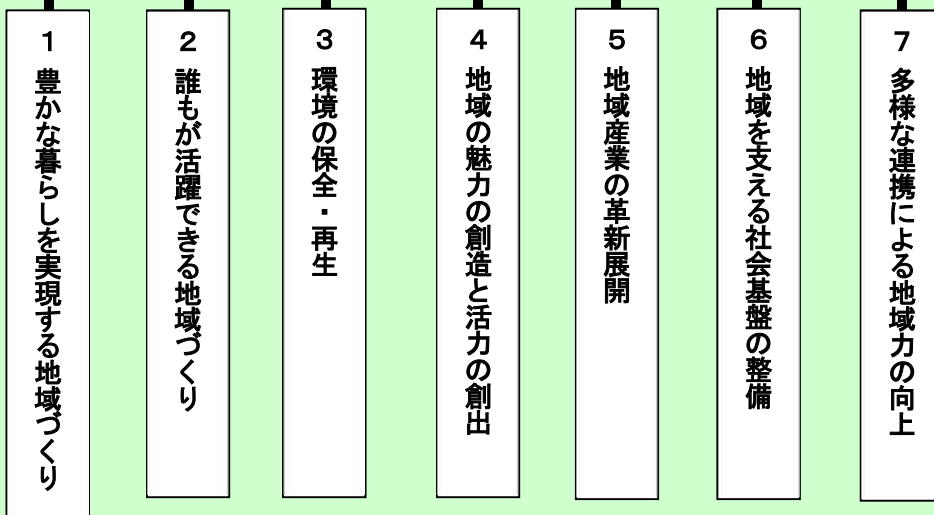 １ 豊かな暮らしを実現する地域づくり
２ 誰もが活躍できる地域づくり
３ 環境の保全・再生
４ 地域の魅力の創造と活力の創出
５ 地域産業の革新展開
６ 地域を支える社会基盤の整備
７ 多様な連携による地域力の向上